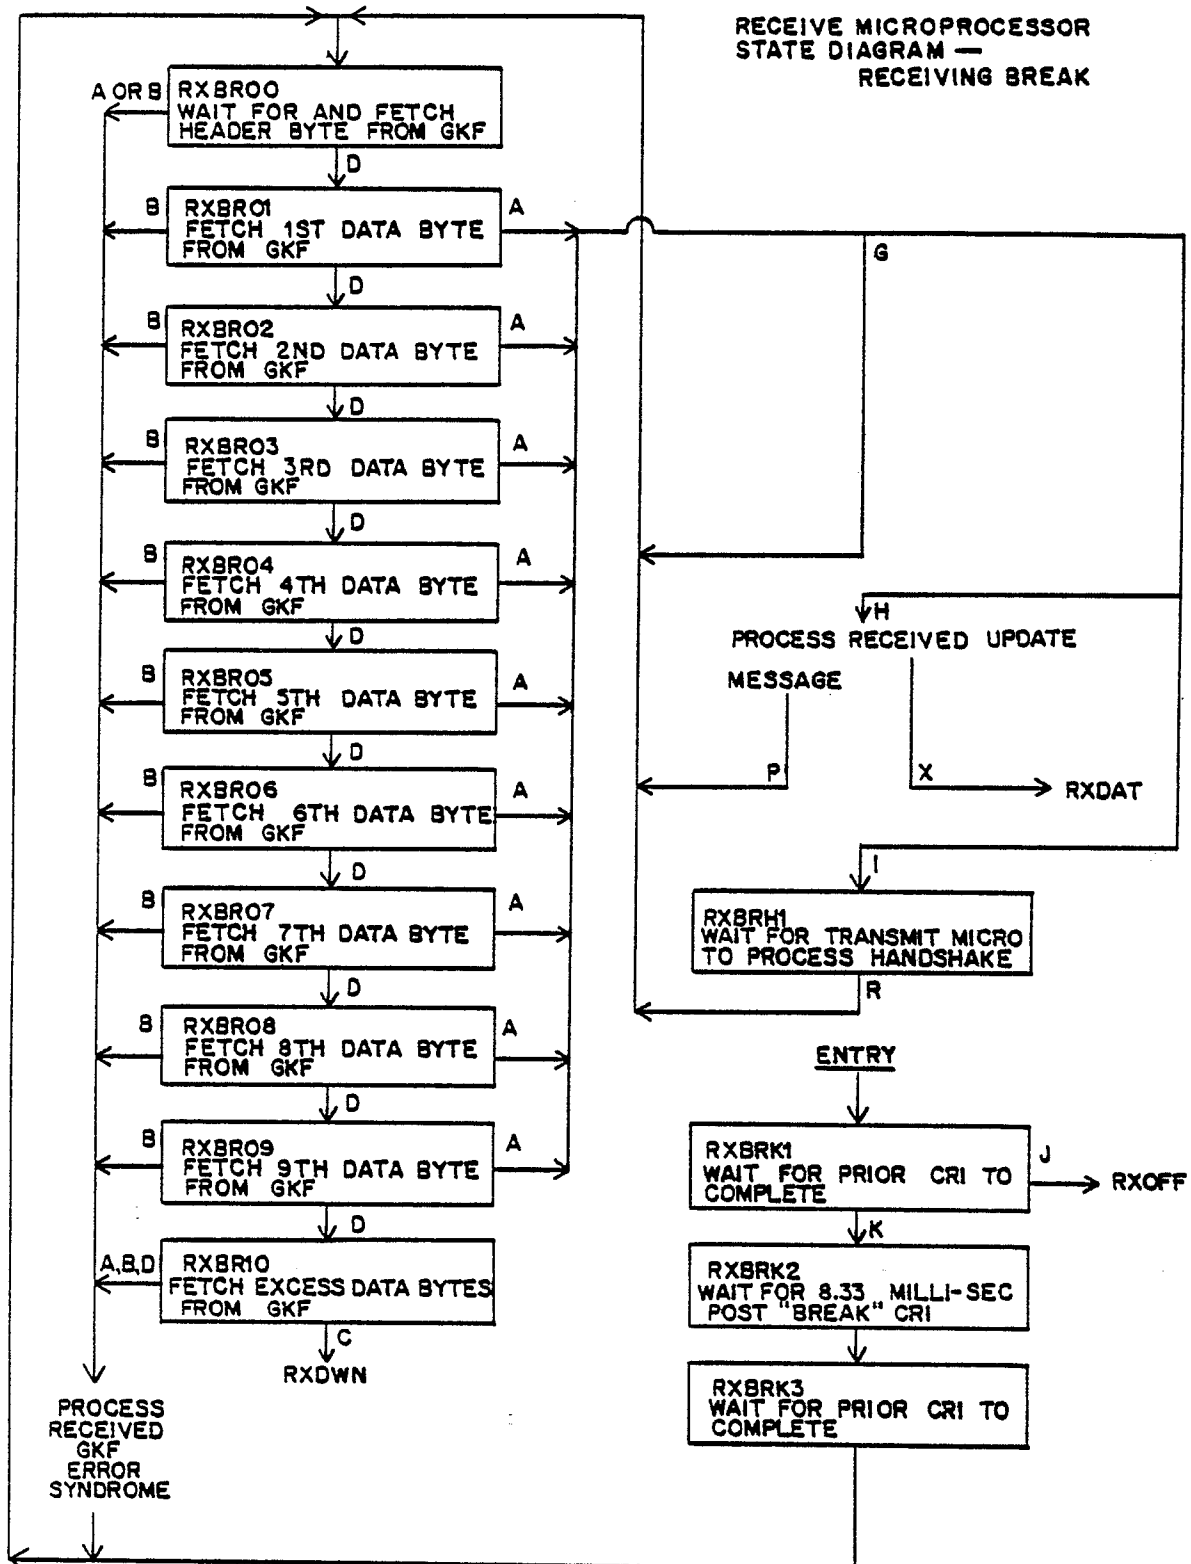 RECEIVE MICROPROCESSOR
STATE DIAGRAM —
RECEIVING BREAK
A OR B
RXBR00
WAIT FOR AND FETCH
HEADER BYTE FROM GKF
D
B
RXBR01
FETCH 1ST DATA BYTE
FROM GKF
A
D
B
RXBR02
FETCH 2ND DATA BYTE
FROM GKF
A
D
B
RXBR03
FETCH 3RD DATA BYTE
FROM GKF
A
D
B
RXBR04
FETCH 4TH DATA BYTE
FROM GKF
A
D
B
RXBR05
FETCH 5TH DATA BYTE
FROM GKF
A
D
B
RXBR06
FETCH 6TH DATA BYTE
FROM GKF
A
D
B
RXBR07
FETCH 7TH DATA BYTE
FROM GKF
A
D
B
RXBR08
FETCH 8TH DATA BYTE
FROM GKF
A
D
B
RXBR09
FETCH 9TH DATA BYTE
FROM GKF
A
D
A,B,D
RXBR10
FETCH EXCESS DATA BYTES
FROM GKF
C
RXDWN
PROCESS
RECEIVED
GKF
ERROR
SYNDROME
G
H
PROCESS RECEIVED UPDATE
MESSAGE
P
X
RXDAT
I
RXBRH1
WAIT FOR TRANSMIT MICRO
TO PROCESS HANDSHAKE
R
ENTRY
RXBRK1
WAIT FOR PRIOR CRI TO
COMPLETE
J
RXOFF
K
RXBRK2
WAIT FOR 8.33 MILLI-SEC
POST "BREAK" CRI
RXBRK3
WAIT FOR PRIOR CRI TO
COMPLETE